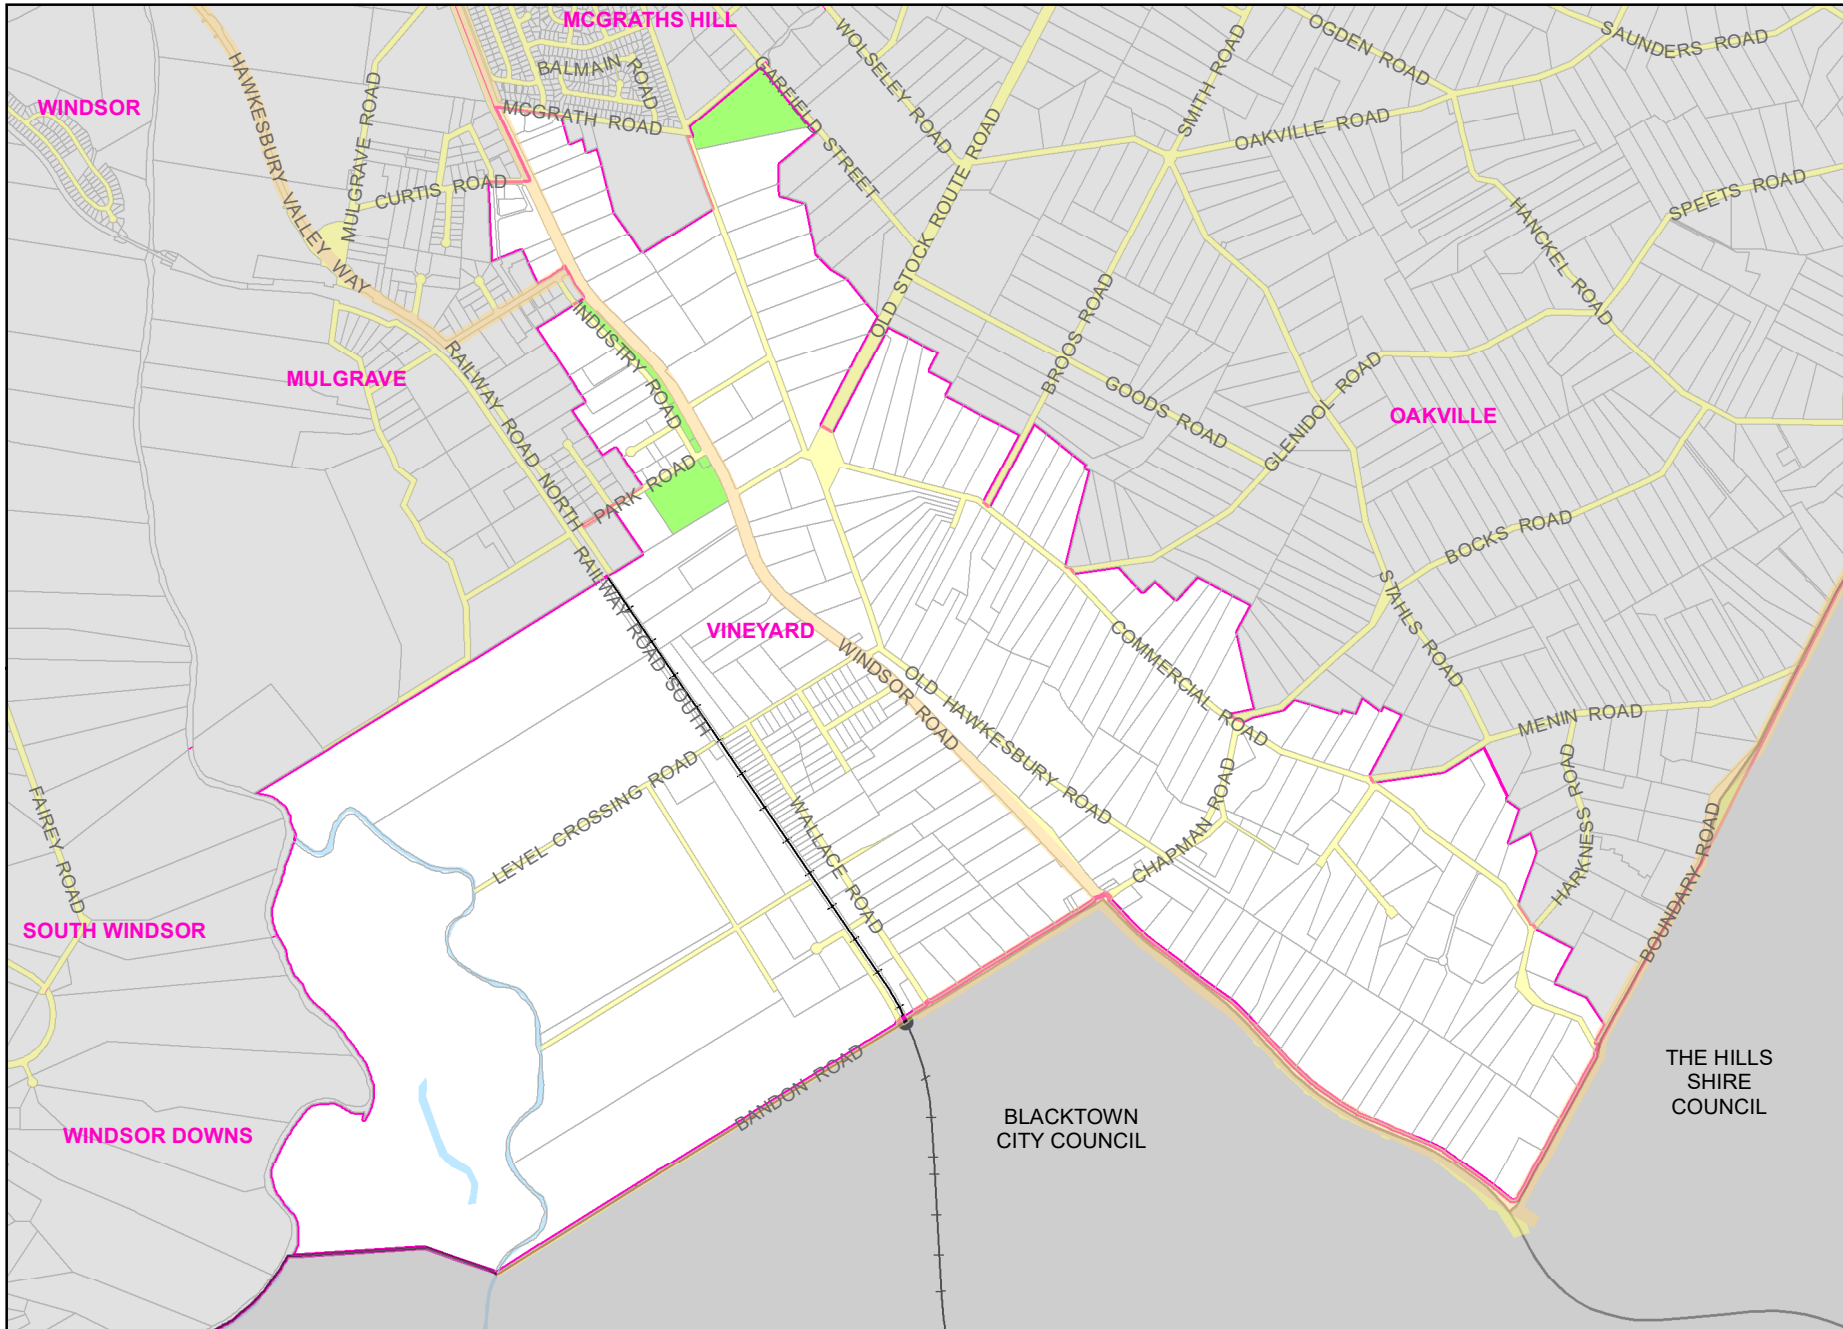 MCGRATHS HILL
WOLSELEY ROAD
OGDEN ROAD
SAUNDERS ROAD
HAWKESBURY VALLEY WAY
BALMAIN ROAD
GARFIELD STREET
SMITH ROAD
WINDSOR
MULGRAVE ROAD
MCGRATH ROAD
OLD STOCK ROUTE ROAD
OAKVILLE ROAD
CURTIS ROAD
SPEETS ROAD
HANCKEL ROAD
INDUSTRY ROAD
BROOS ROAD
MULGRAVE
RAILWAY ROAD NORTH
GOODS ROAD
GLENIDOL ROAD
OAKVILLE
PARK ROAD
BOCKS ROAD
RAILWAY ROAD SOUTH
STAHLS ROAD
VINEYARD
WINDSOR ROAD
OLD HAWKESBURY ROAD
COMMERCIAL ROAD
MENIN ROAD
FAIREY ROAD
LEVEL CROSSING ROAD
WALLACE ROAD
CHAPMAN ROAD
HARKNESS ROAD
BOUNDARY ROAD
SOUTH WINDSOR
BANDON ROAD
THE HILLS
SHIRE
COUNCIL
BLACKTOWN
CITY COUNCIL
WINDSOR DOWNS